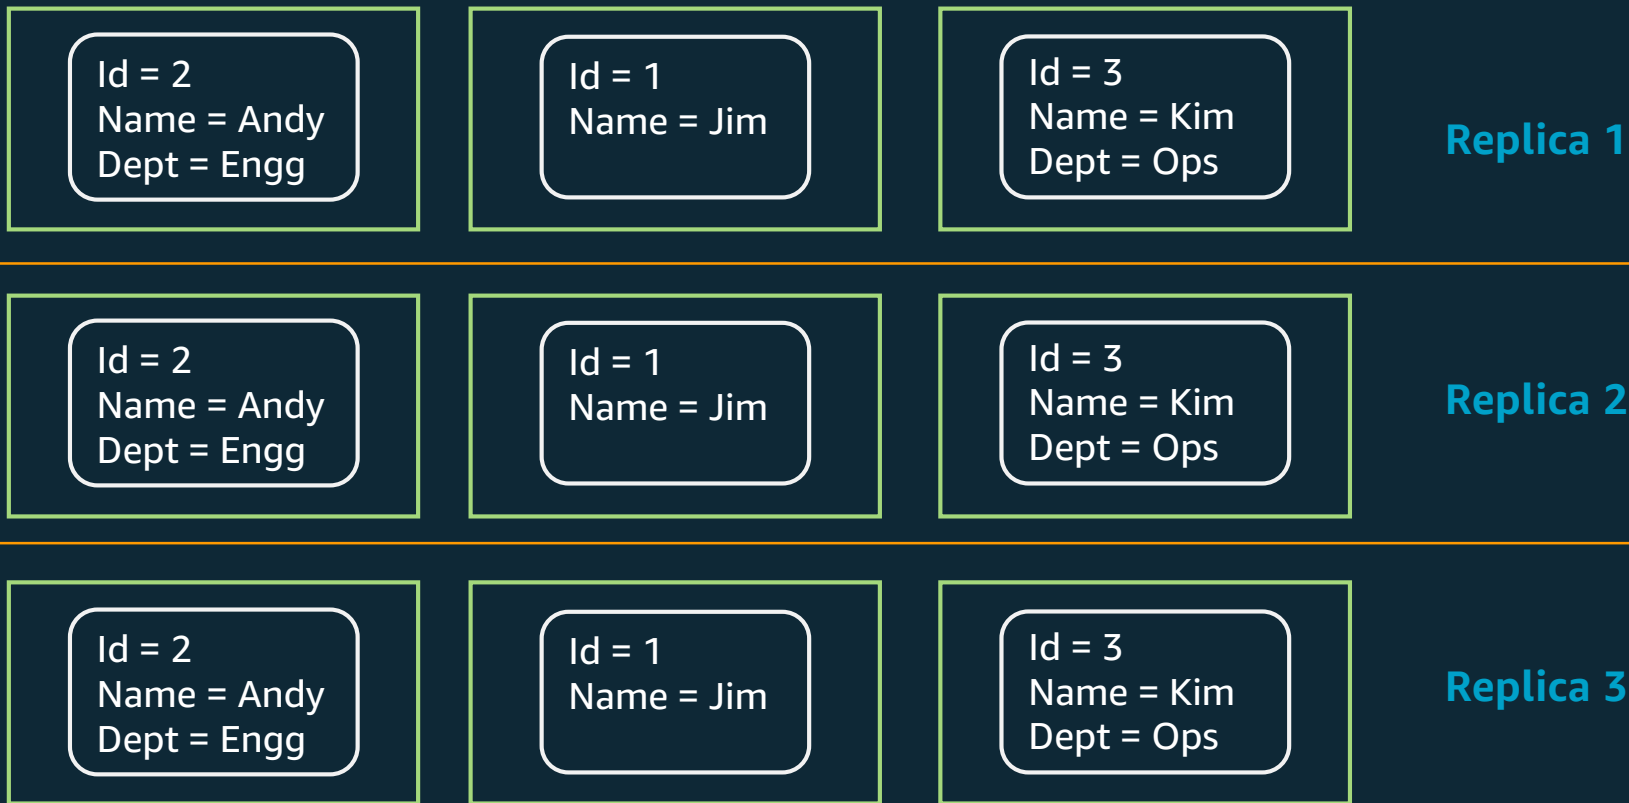 Id = 2
Name = Andy
Dept = Engg
Id = 1
Name = Jim
Id = 3
Name = Kim
Dept = Ops
Replica 1
Id = 2
Name = Andy
Dept = Engg
Id = 1
Name = Jim
Id = 3
Name = Kim
Dept = Ops
Replica 2
Id = 2
Name = Andy
Dept = Engg
Id = 1
Name = Jim
Id = 3
Name = Kim
Dept = Ops
Replica 3